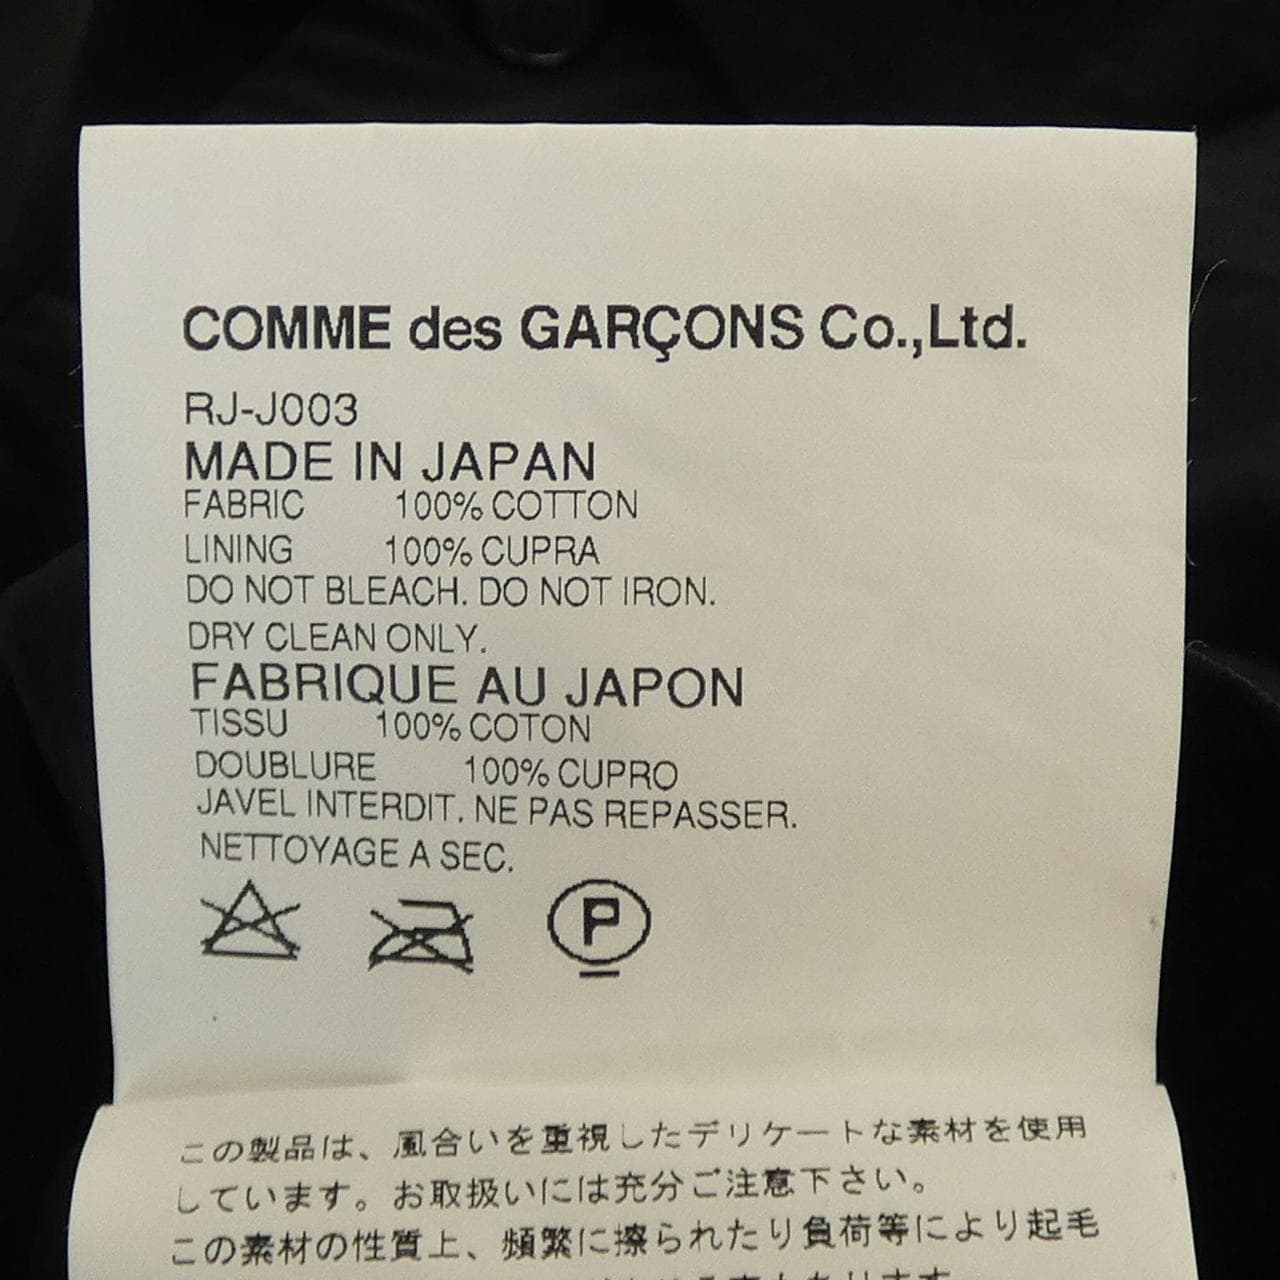 COMME des GARÇONS Co.,Ltd.
RJ-J003
MADE IN JAPAN
FABRIC 100% COTTON
LINING 100% CUPRA
DO NOT BLEACH. DO NOT IRON.
DRY CLEAN ONLY.
FABRIQUE AU JAPON
TISSU 100% COTON
DOUBLURE 100% CUPRO
JAVEL INTERDIT. NE PAS REPASSER.
NETTOYAGE A SEC.
P
この製品は、風合いを重視したデリケートな素材を使用
しています。お取扱いには充分ご注意下さい。
この素材の性質上、頻繁に擦られたり負荷等により起毛